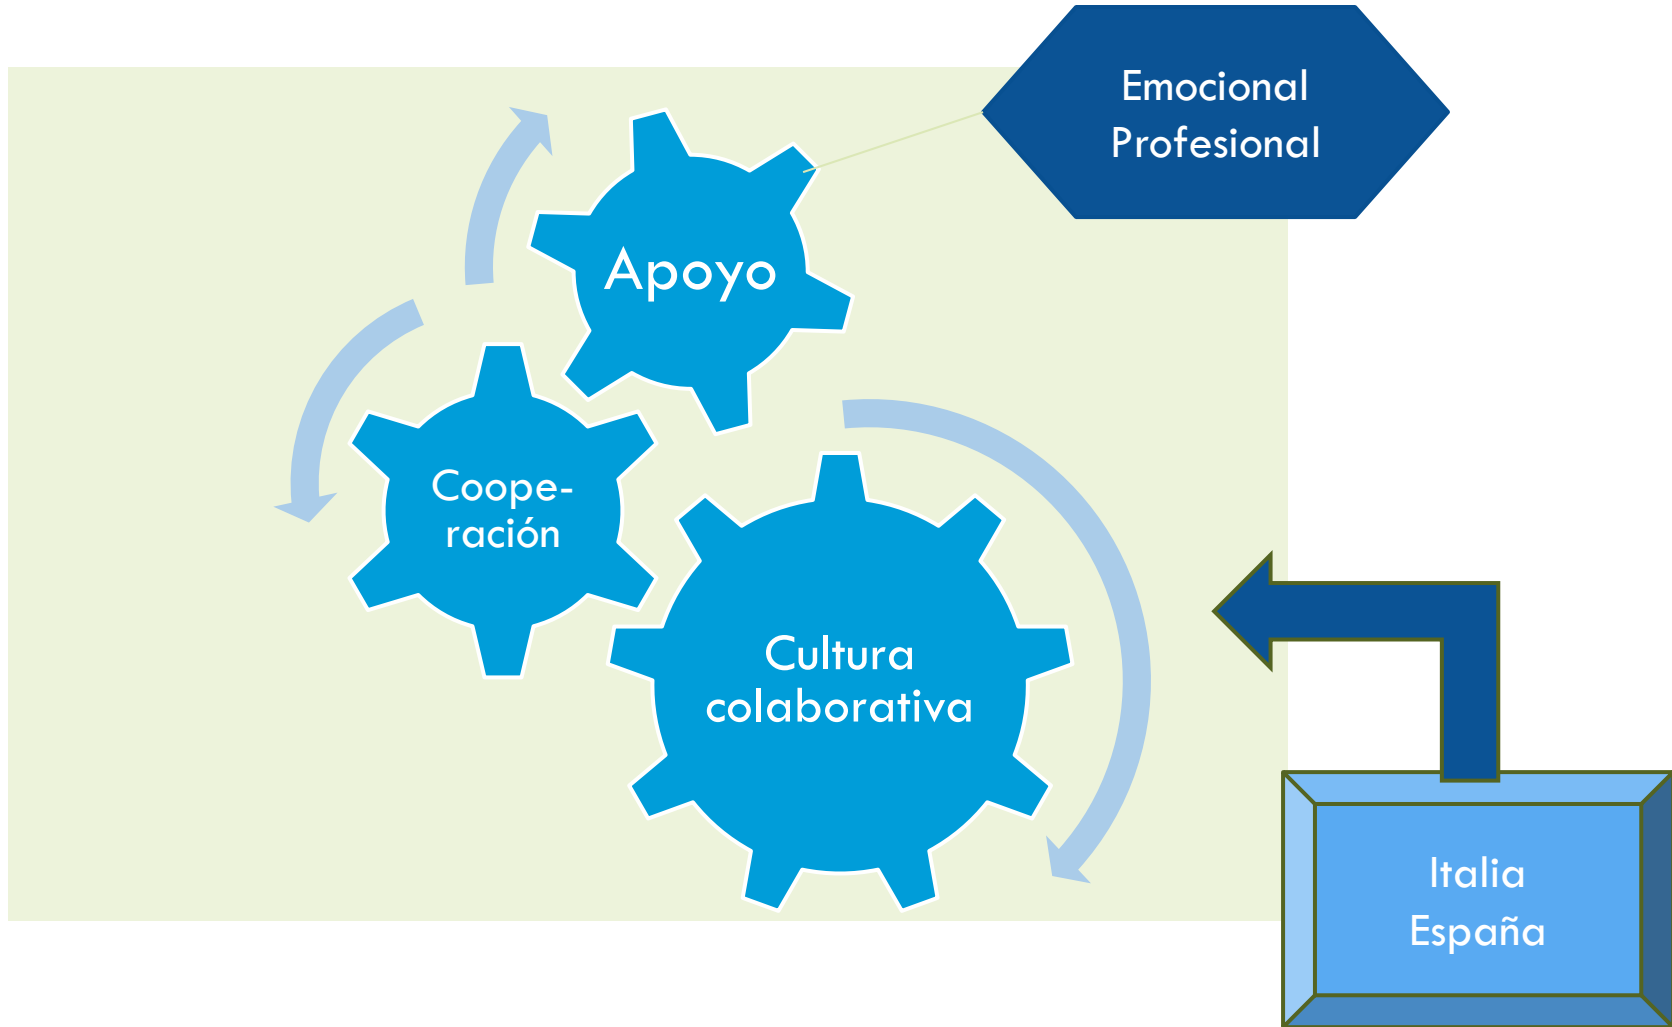 Emocional
Profesional
Apoyo
Coope-
ración
Cultura
colaborativa
Italia
España